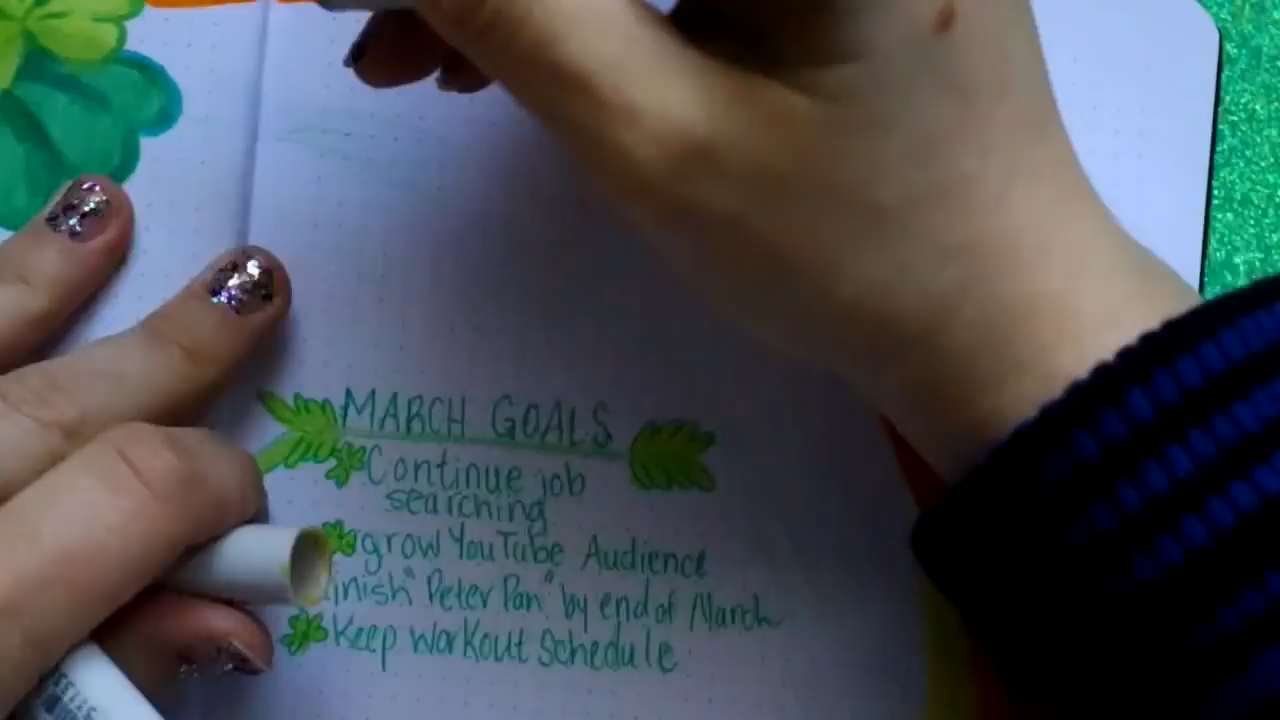 MARCH GOALS
Continue job
searching
grow YouTube Audience
inish "Peter Pan" by end of March
Keep workout schedule